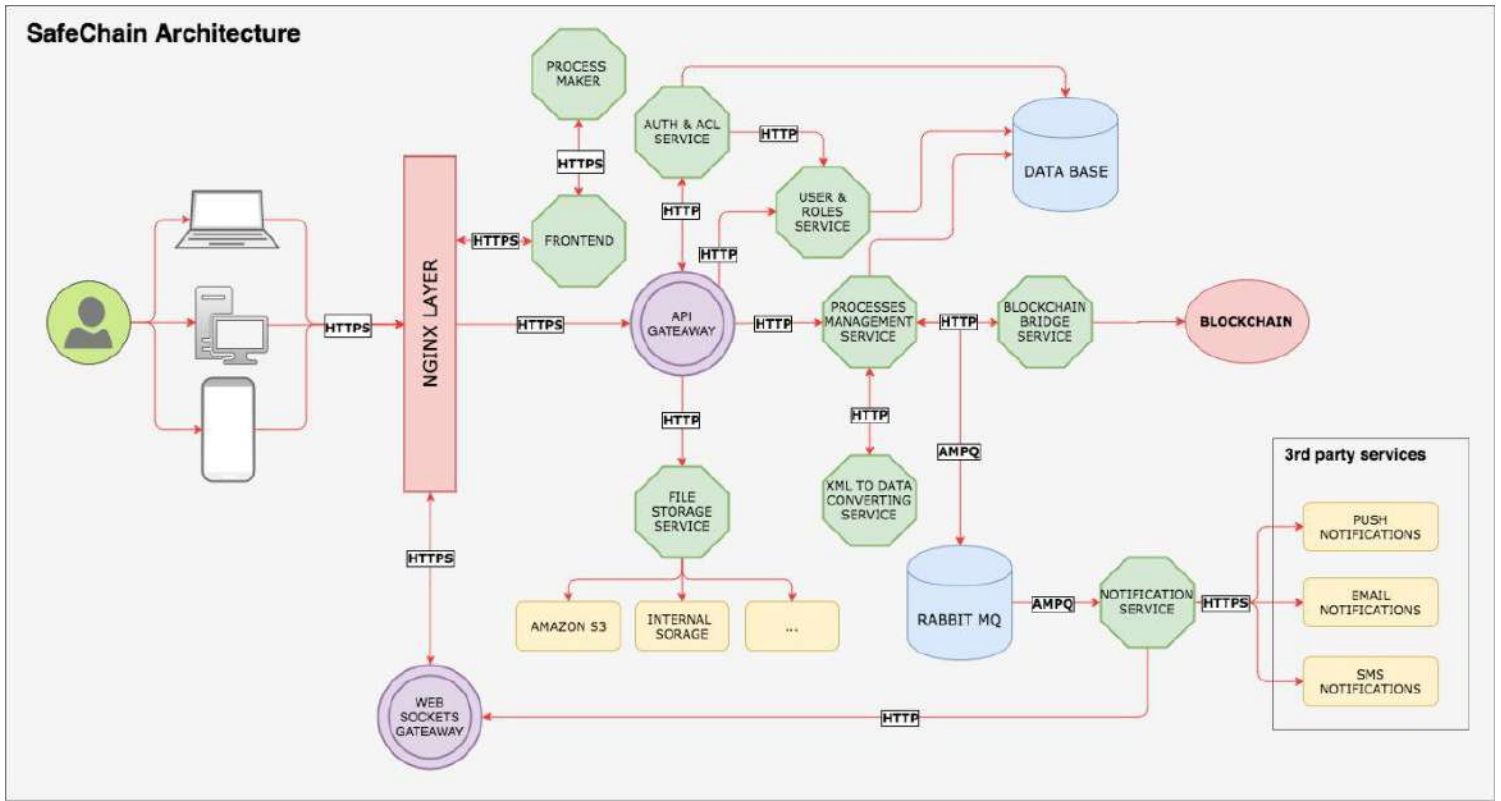 SafeChain Architecture
PROCESS
MAKER
HTTPS
FRONTEND
HTTPS
HTTPS
NGINX LAYER
HTTPS
AUTH & ACL
SERVICE
HTTP
HTTP
USER &
ROLES
SERVICE
HTTP
DATA BASE
API
GATEAWAY
HTTP
PROCESSES
MANAGEMENT
SERVICE
HTTP
BLOCKCHAIN
BRIDGE
SERVICE
BLOCKCHAIN
HTTP
HTTP
AMPQ
FILE
STORAGE
SERVICE
XML TO DATA
CONVERTING
SERVICE
AMAZON S3
INTERNAL
SORAGE
...
HTTPS
RABBIT MQ
AMPQ
NOTIFICATION
SERVICE
HTTPS
3rd party services
PUSH
NOTIFICATIONS
EMAIL
NOTIFICATIONS
SMS
NOTIFICATIONS
WEB
SOCKETS
GATEAWAY
HTTP